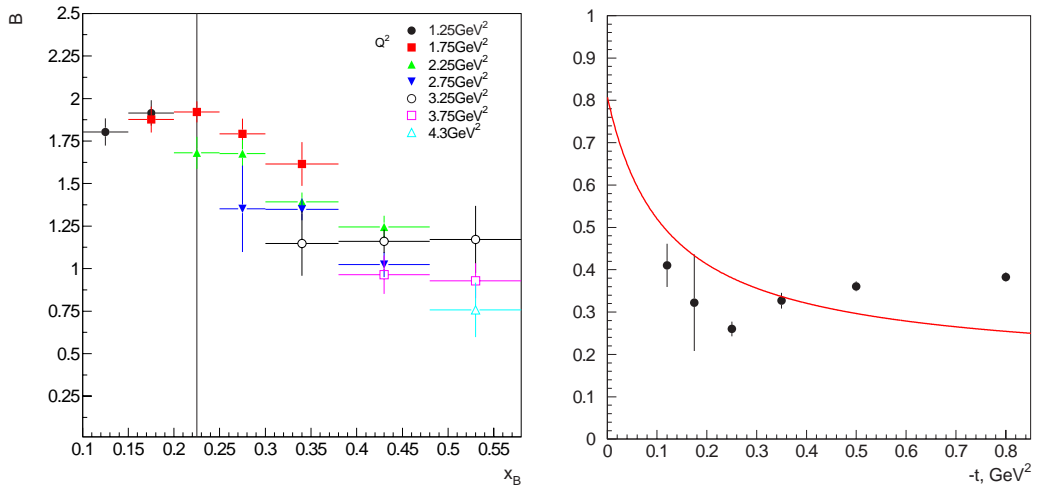 B
2.5
2.25
2
1.75
1.5
1.25
1
0.75
0.5
0.25
Q²
1.25GeV²
1.75GeV²
2.25GeV²
2.75GeV²
3.25GeV²
3.75GeV²
4.3GeV²
0.1 0.15 0.2 0.25 0.3 0.35 0.4 0.45 0.5 0.55
x_B
1
0.9
0.8
0.7
0.6
0.5
0.4
0.3
0.2
0.1
0
0 0.1 0.2 0.3 0.4 0.5 0.6 0.7 0.8
-t, GeV²